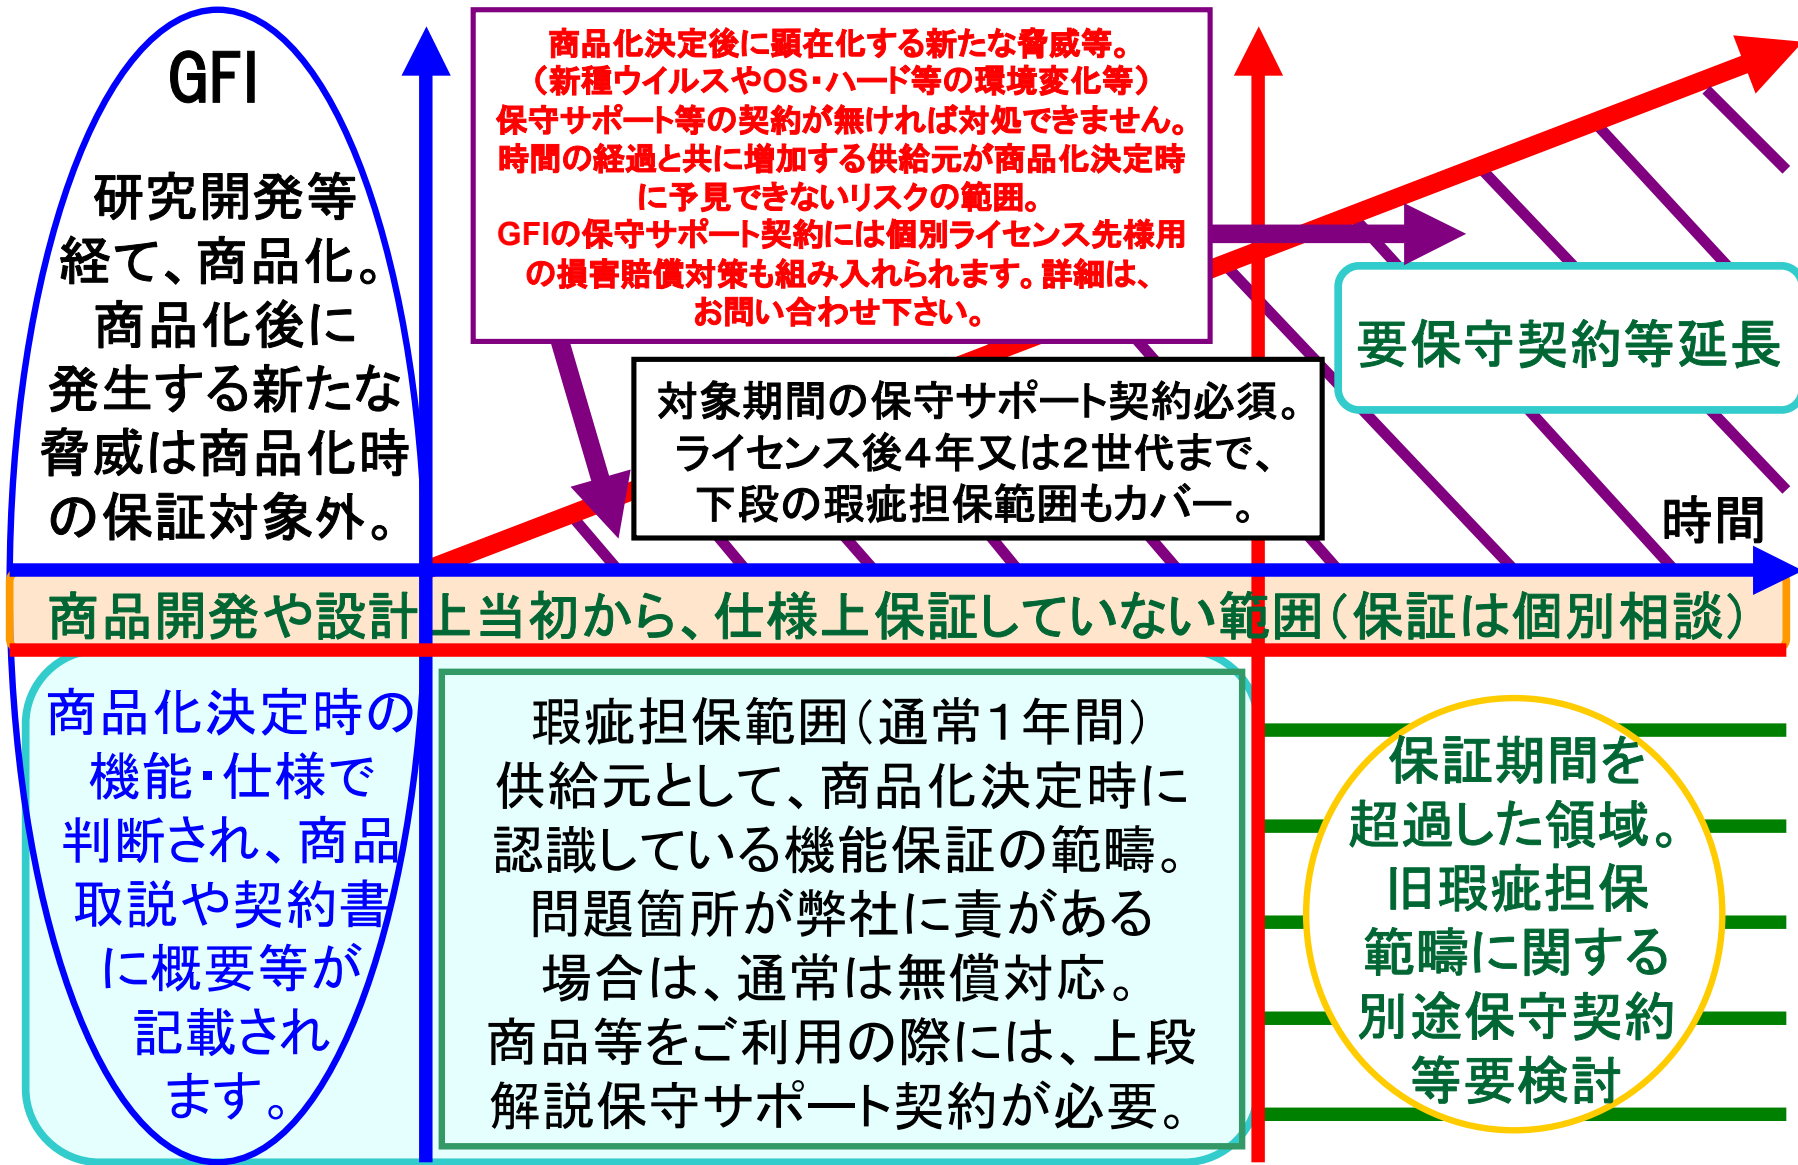 GFI
研究開発等
経て、商品化。
商品化後に
発生する新たな
脅威は商品化時
の保証対象外。
商品化決定後に顕在化する新たな脅威等。
（新種ウイルスやOS・ハード等の環境変化等）
保守サポート等の契約が無ければ対処できません。
時間の経過と共に増加する供給元が商品化決定時
に予見できないリスクの範囲。
GFIの保守サポート契約には個別ライセンス先様用
の損害賠償対策も組み入れられます。詳細は、
お問い合わせ下さい。
対象期間の保守サポート契約必須。
ライセンス後４年又は２世代まで、
下段の瑕疵担保範囲もカバー。
要保守契約等延長
時間
商品開発や設計上当初から、仕様上保証していない範囲（保証は個別相談）
商品化決定時の
機能・仕様で
判断され、商品
取説や契約書
に概要等が
記載され
ます。
瑕疵担保範囲（通常１年間）
供給元として、商品化決定時に
認識している機能保証の範疇。
問題箇所が弊社に責がある
場合は、通常は無償対応。
商品等をご利用の際には、上段
解説保守サポート契約が必要。
保証期間を
超過した領域。
旧瑕疵担保
範疇に関する
別途保守契約
等要検討